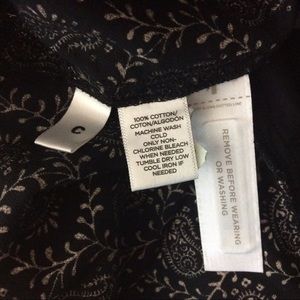 G
100% COTTON/
COTON/ALGODÓN
MACHINE WASH
COLD
ONLY NON-
CHLORINE BLEACH
WHEN NEEDED
TUMBLE DRY LOW
COOL IRON IF
NEEDED
REMOVE BEFORE WEARING
OR WASHING